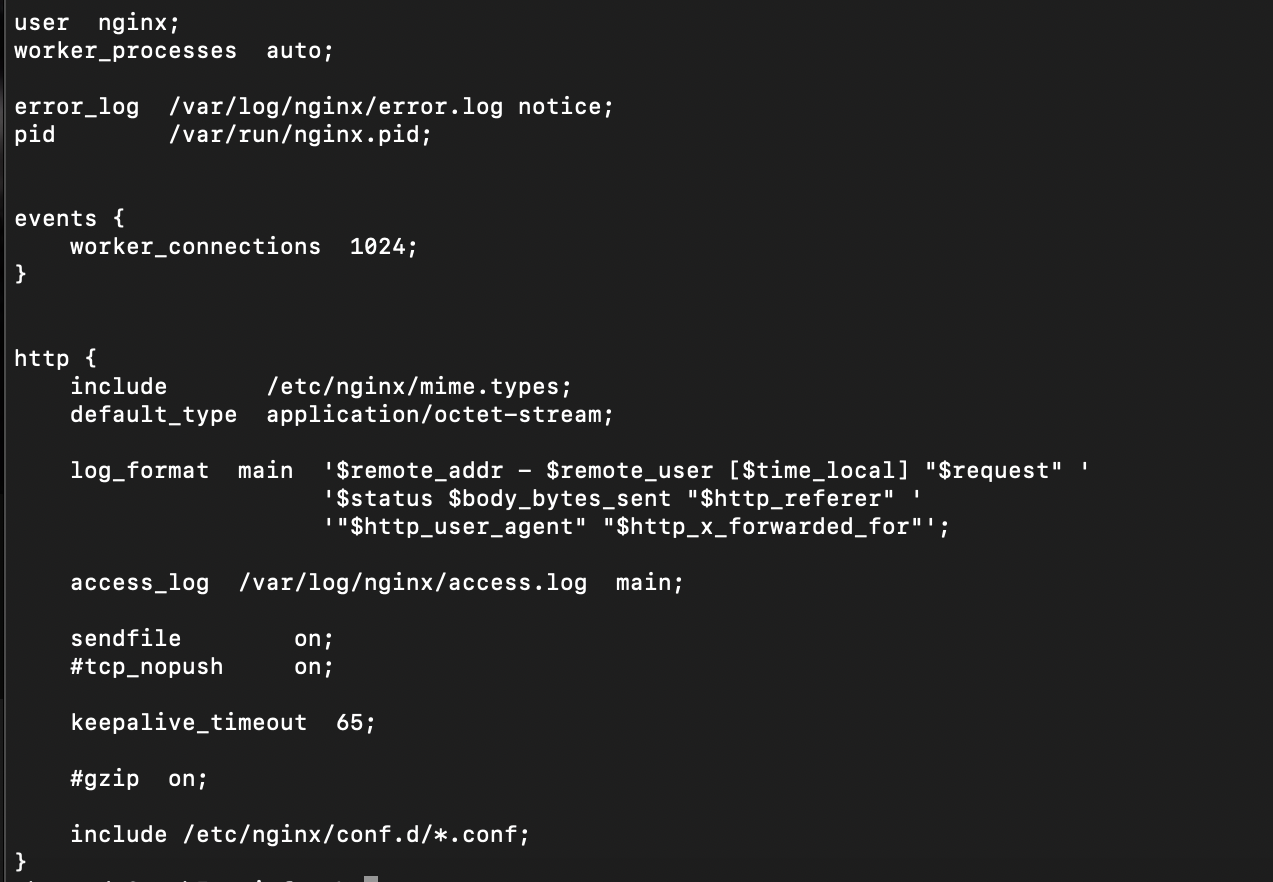 user  nginx;
worker_processes  auto;
error_log  /var/log/nginx/error.log notice;
pid        /var/run/nginx.pid;
events {
    worker_connections  1024;
}
http {
    include       /etc/nginx/mime.types;
    default_type  application/octet-stream;
    log_format  main  '$remote_addr - $remote_user [$time_local] "$request" '
                      '$status $body_bytes_sent "$http_referer" '
                      '"$http_user_agent" "$http_x_forwarded_for"';
    access_log  /var/log/nginx/access.log  main;
    sendfile        on;
    #tcp_nopush     on;
    keepalive_timeout  65;
    #gzip  on;
    include /etc/nginx/conf.d/*.conf;
}